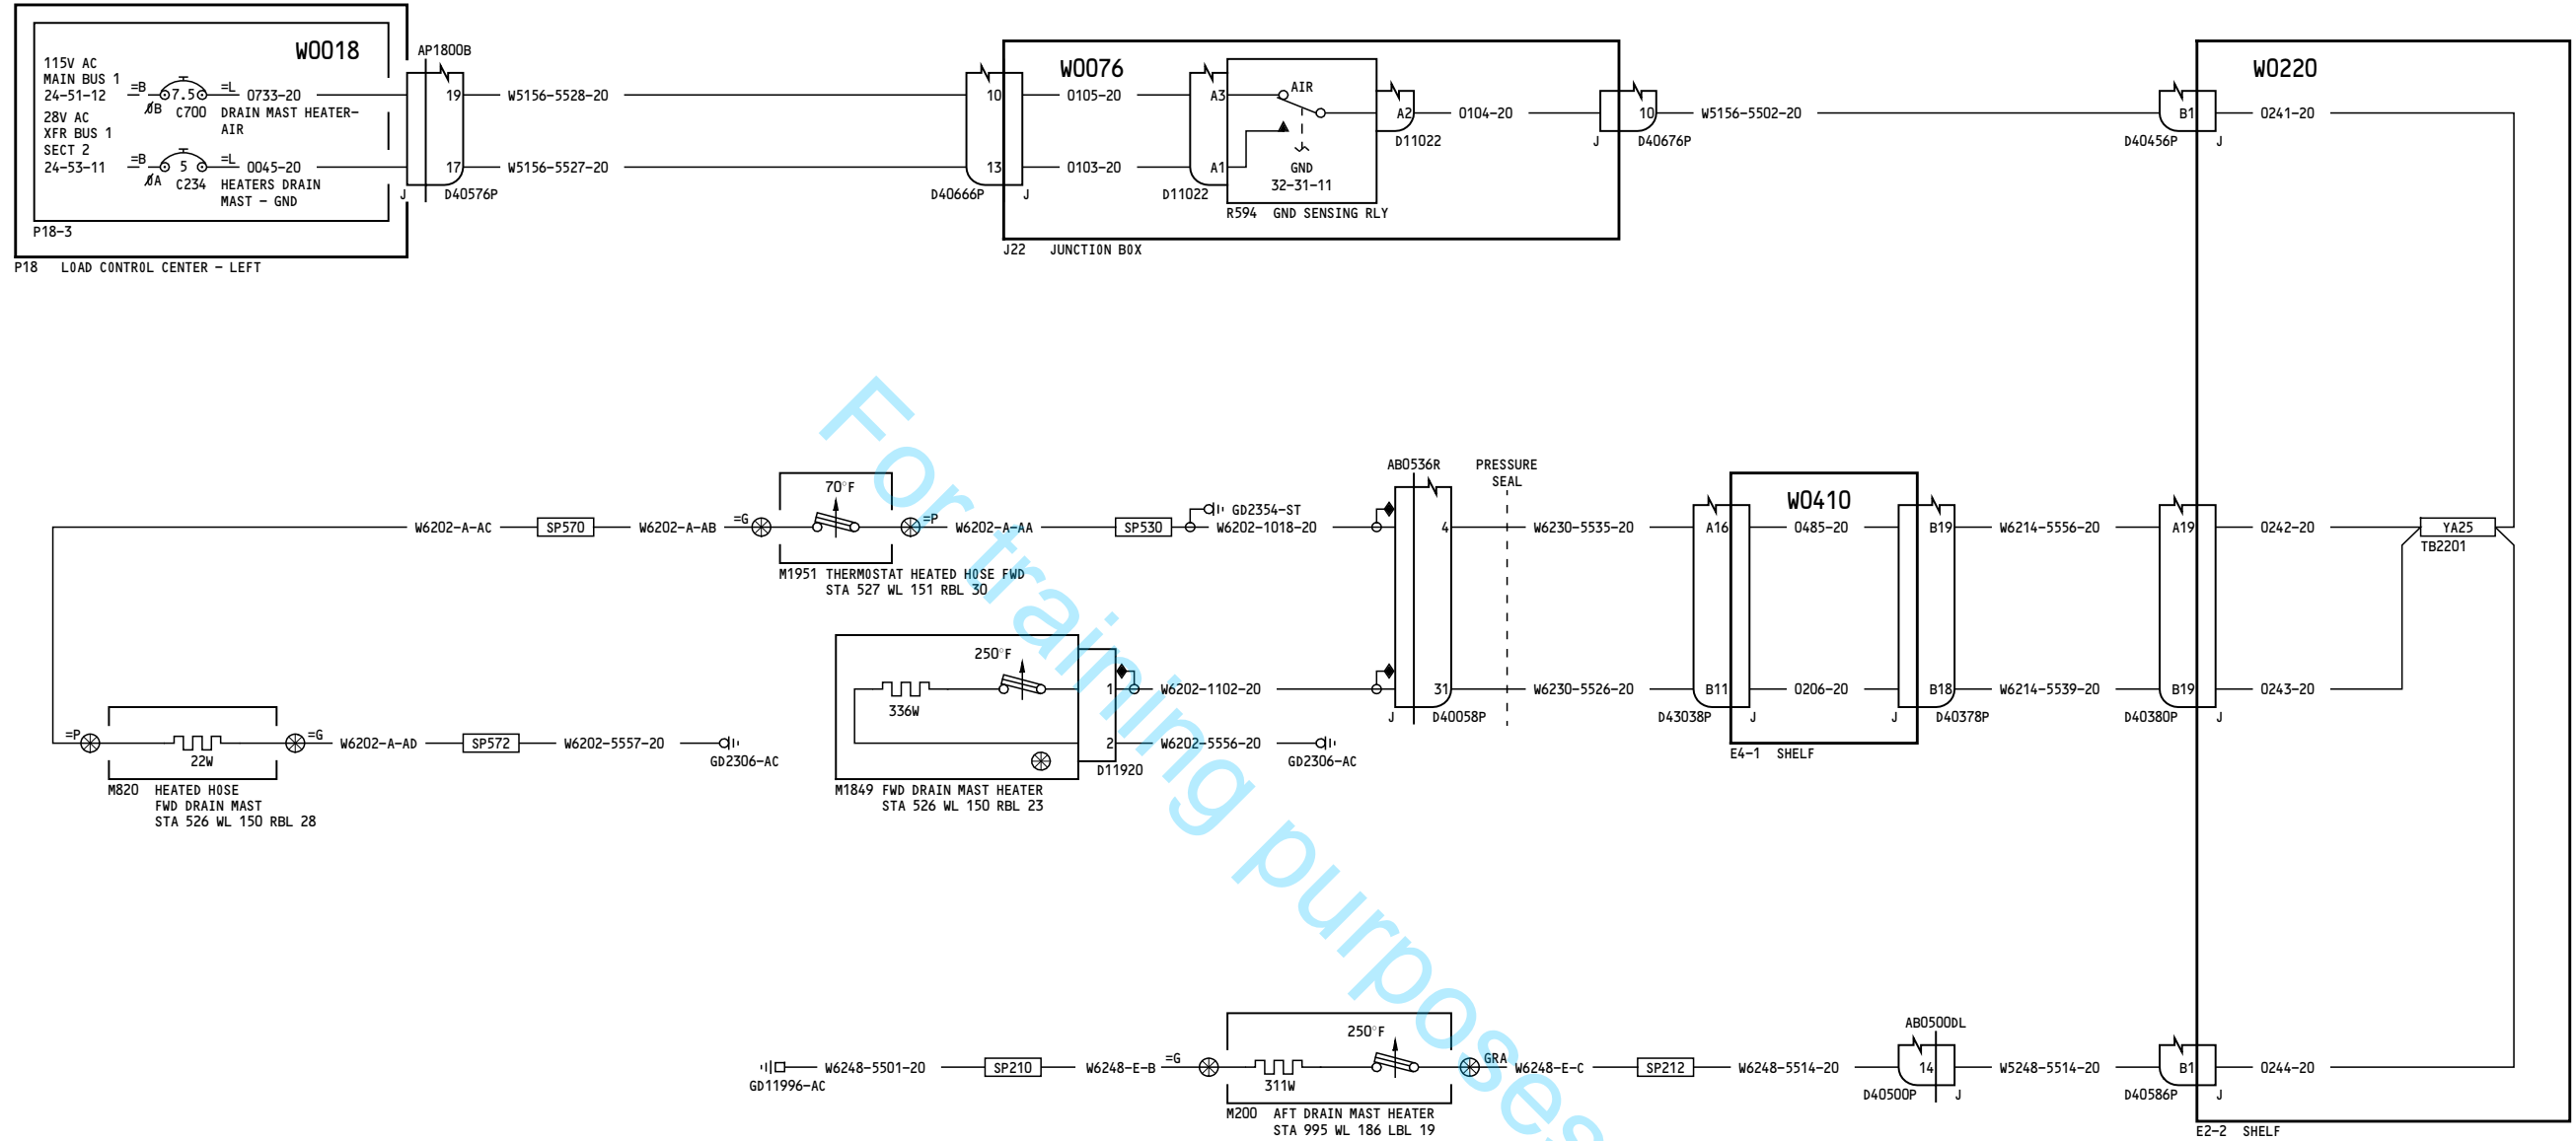 W0018
AP1800B
115V AC
MAIN BUS 1
24-51-12
=B
7.5
=L
0733-20
19
W5156-5528-20
ØB
C700
DRAIN MAST HEATER-
AIR
28V AC
XFR BUS 1
SECT 2
24-53-11
=B
5
=L
0045-20
17
W5156-5527-20
ØA
C234
HEATERS DRAIN
MAST - GND
J
D40576P
P18-3
P18 LOAD CONTROL CENTER - LEFT
W0076
10
0105-20
A3
AIR
A2
0104-20
10
W5156-5502-20
13
0103-20
A1
GND
32-31-11
D11022
J
D40676P
D40666P
J
D11022
R594 GND SENSING RLY
J22 JUNCTION BOX
W0220
B1
0241-20
D40456P
J
AB0536R
PRESSURE
SEAL
70°F
GD2354-ST
W0410
W6202-A-AC
SP570
W6202-A-AB
=G
=P
W6202-A-AA
SP530
W6202-1018-20
4
W6230-5535-20
A16
0485-20
B19
W6214-5556-20
A19
0242-20
YA25
TB2201
M1951 THERMOSTAT HEATED HOSE FWD
STA 527 WL 151 RBL 30
250°F
336W
1
W6202-1102-20
31
W6230-5526-20
B11
0206-20
B18
W6214-5539-20
B19
0243-20
J
D40058P
D43038P
J
J
D40378P
D40380P
J
=P
22W
=G
W6202-A-AD
SP572
W6202-5557-20
GD2306-AC
2
W6202-5556-20
GD2306-AC
D11920
E4-1 SHELF
M820 HEATED HOSE
FWD DRAIN MAST
STA 526 WL 150 RBL 28
M1849 FWD DRAIN MAST HEATER
STA 526 WL 150 RBL 23
For training purposes
AB0500DL
250°F
GD11996-AC
W6248-5501-20
SP210
W6248-E-B
=G
311W
GRA
W6248-E-C
SP212
W6248-5514-20
14
W5248-5514-20
B1
0244-20
D40500P
J
D40586P
J
M200 AFT DRAIN MAST HEATER
STA 995 WL 186 LBL 19
E2-2 SHELF